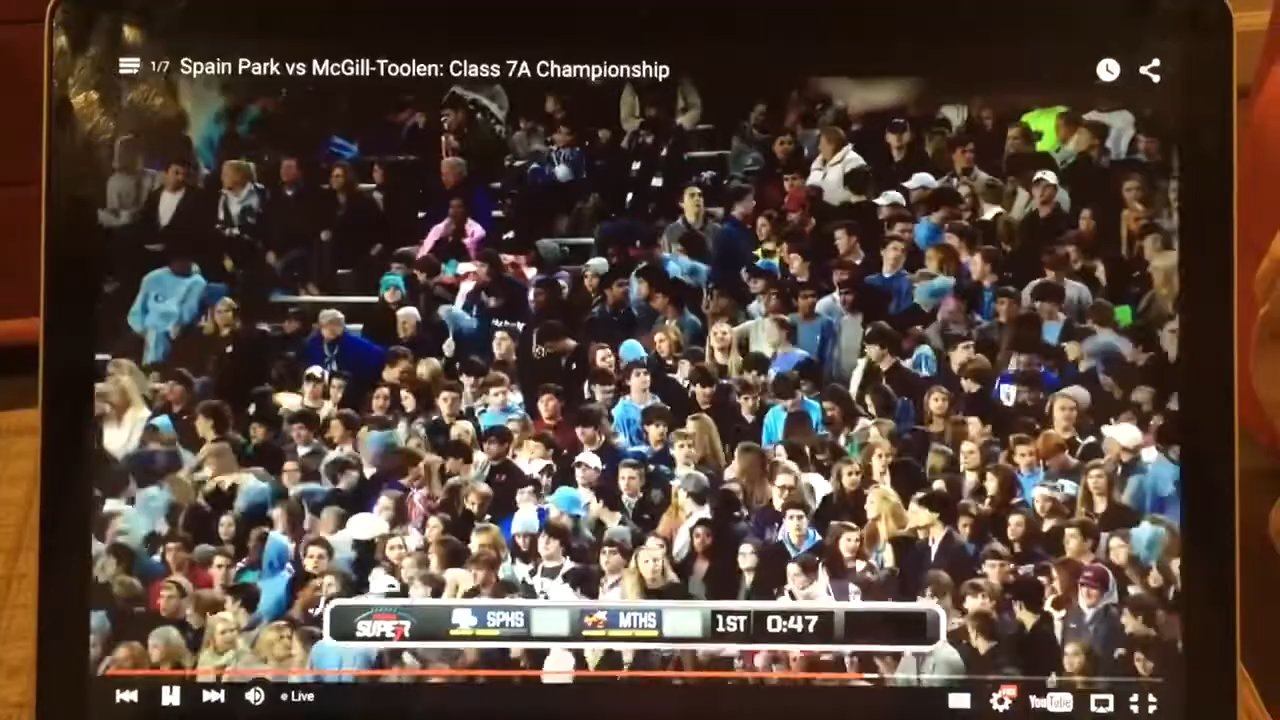 1/7 Spain Park vs McGill-Toolen: Class 7A Championship
SUPER 7 SPHS MTHS 1ST 0:47
Live YouTube